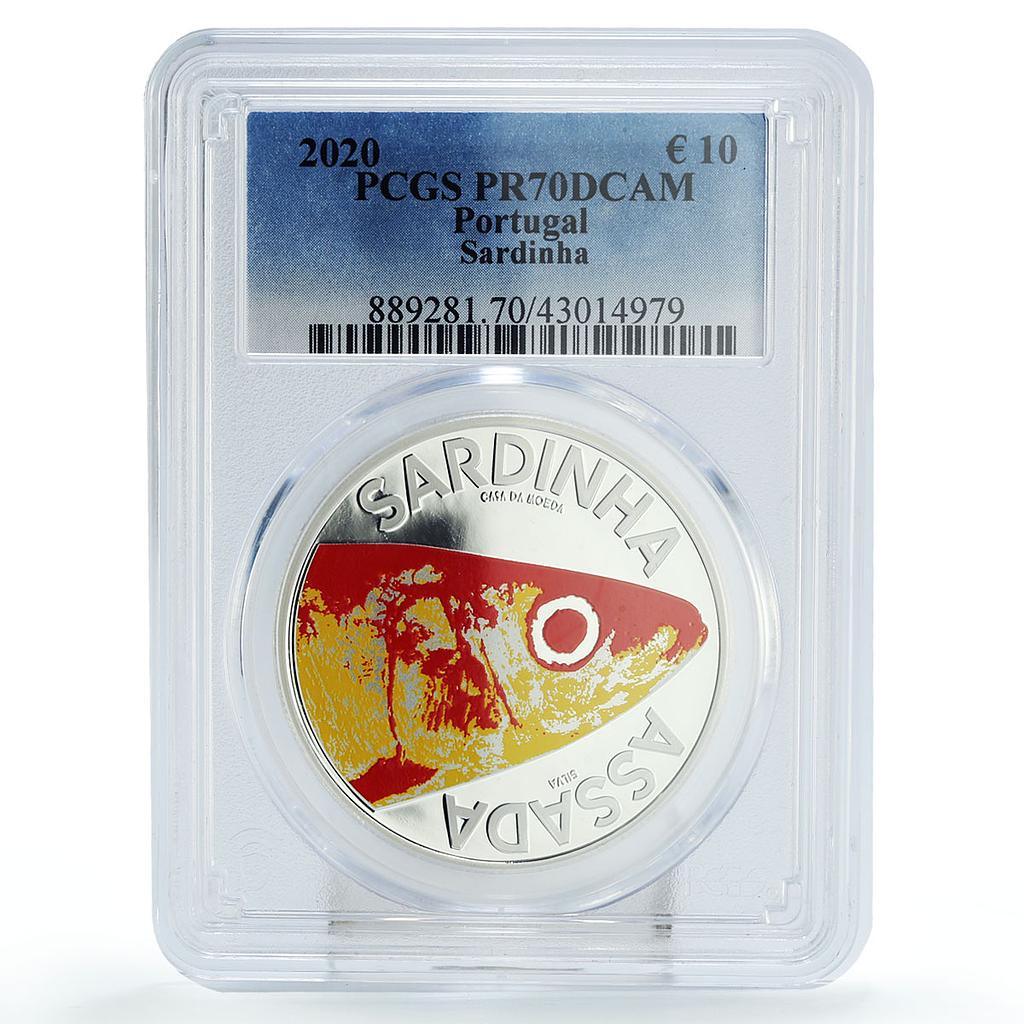 2020 € 10
PCGS PR70DCAM
Portugal
Sardinha
889281.70/43014979
SARDINHA
CASA DA MOEDA
SILVA
ASSADA